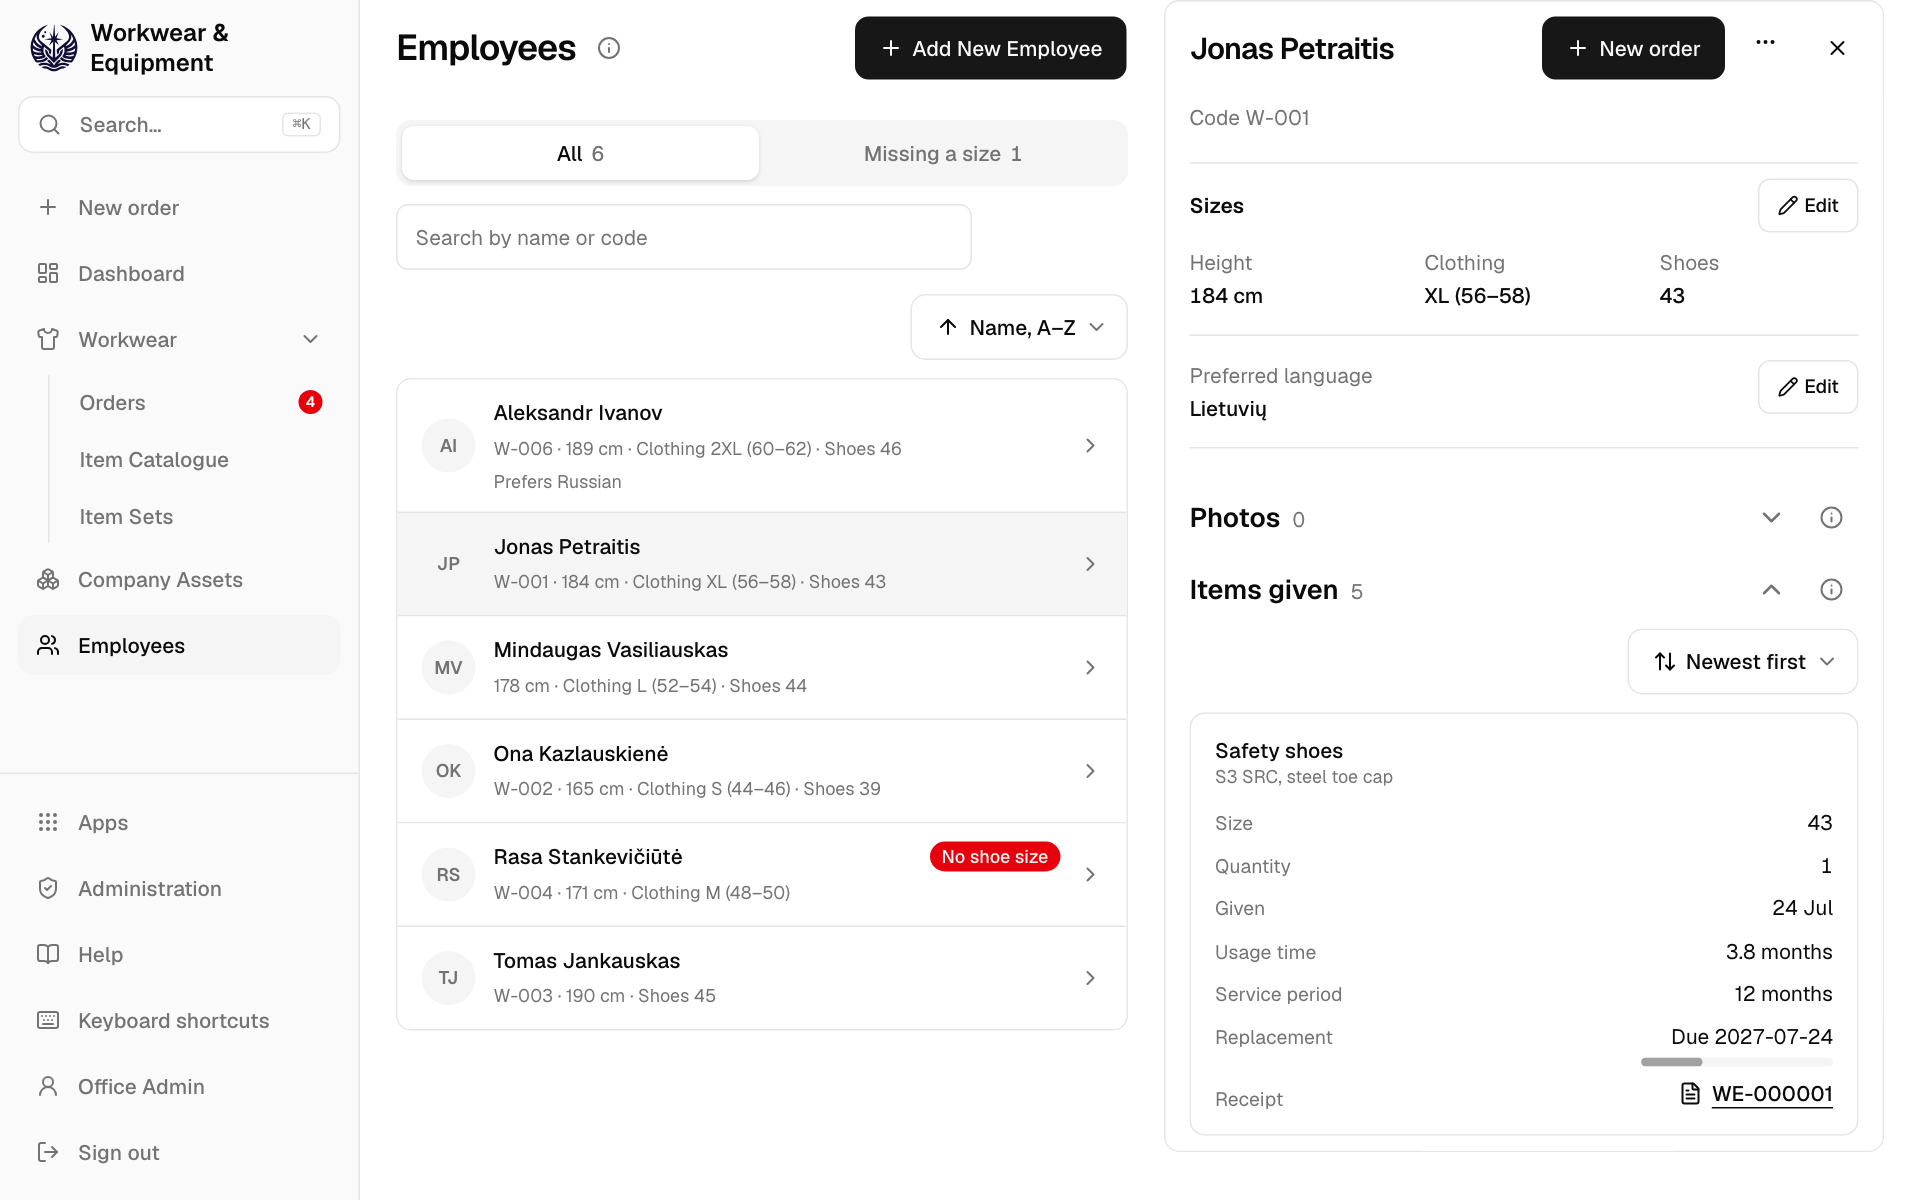 Workwear &
Equipment
Search...
⌘K
New order
Dashboard
Workwear
Orders
4
Item Catalogue
Item Sets
Company Assets
Employees
Apps
Administration
Help
Keyboard shortcuts
Office Admin
Sign out
Employees
Add New Employee
All 6
Missing a size 1
Search by name or code
Name, A–Z
AI
Aleksandr Ivanov
W-006 · 189 cm · Clothing 2XL (60–62) · Shoes 46
Prefers Russian
JP
Jonas Petraitis
W-001 · 184 cm · Clothing XL (56–58) · Shoes 43
MV
Mindaugas Vasiliauskas
178 cm · Clothing L (52–54) · Shoes 44
OK
Ona Kazlauskienė
W-002 · 165 cm · Clothing S (44–46) · Shoes 39
RS
Rasa Stankevičiūtė
No shoe size
W-004 · 171 cm · Clothing M (48–50)
TJ
Tomas Jankauskas
W-003 · 190 cm · Shoes 45
Jonas Petraitis
New order
Code W-001
Sizes
Edit
Height
Clothing
Shoes
184 cm
XL (56–58)
43
Preferred language
Edit
Lietuvių
Photos 0
Items given 5
Newest first
Safety shoes
S3 SRC, steel toe cap
Size 43
Quantity 1
Given 24 Jul
Usage time 3.8 months
Service period 12 months
Replacement Due 2027-07-24
Receipt WE-000001